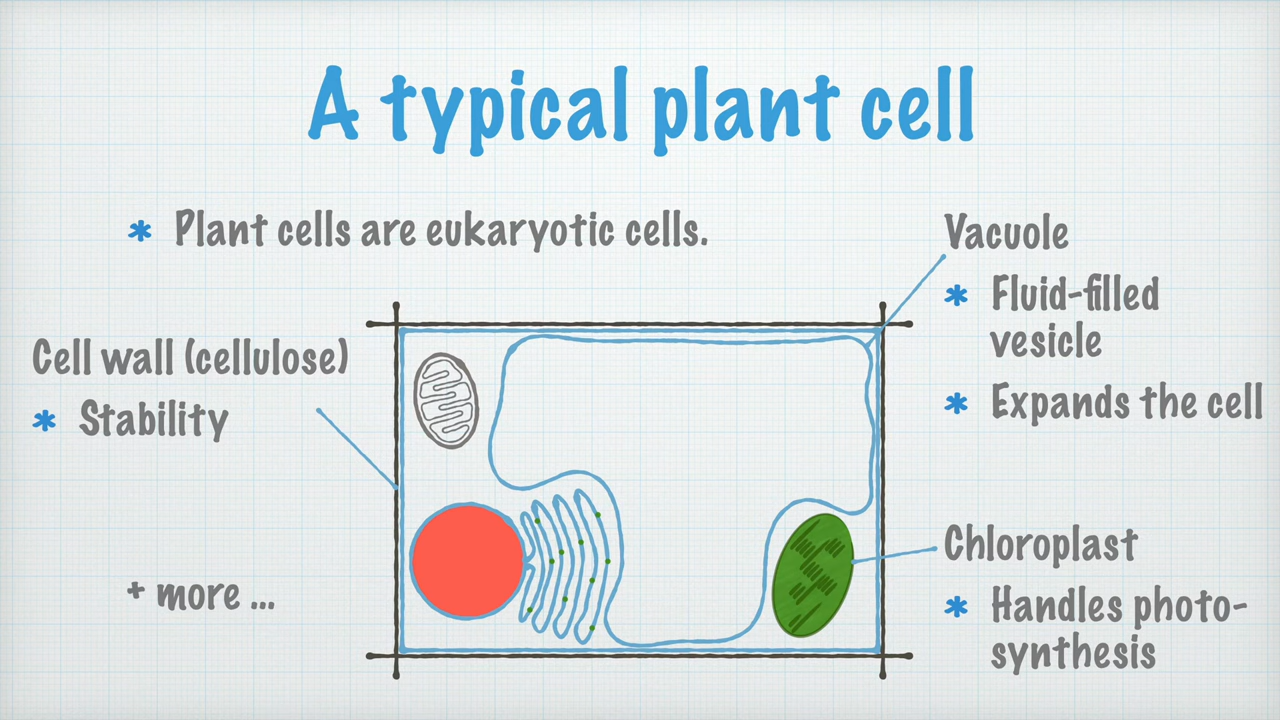 A typical plant cell
* Plant cells are eukaryotic cells.
Cell wall (cellulose)
* Stability
+ more ...
Vacuole
* Fluid-filled
vesicle
* Expands the cell
Chloroplast
* Handles photo-
synthesis